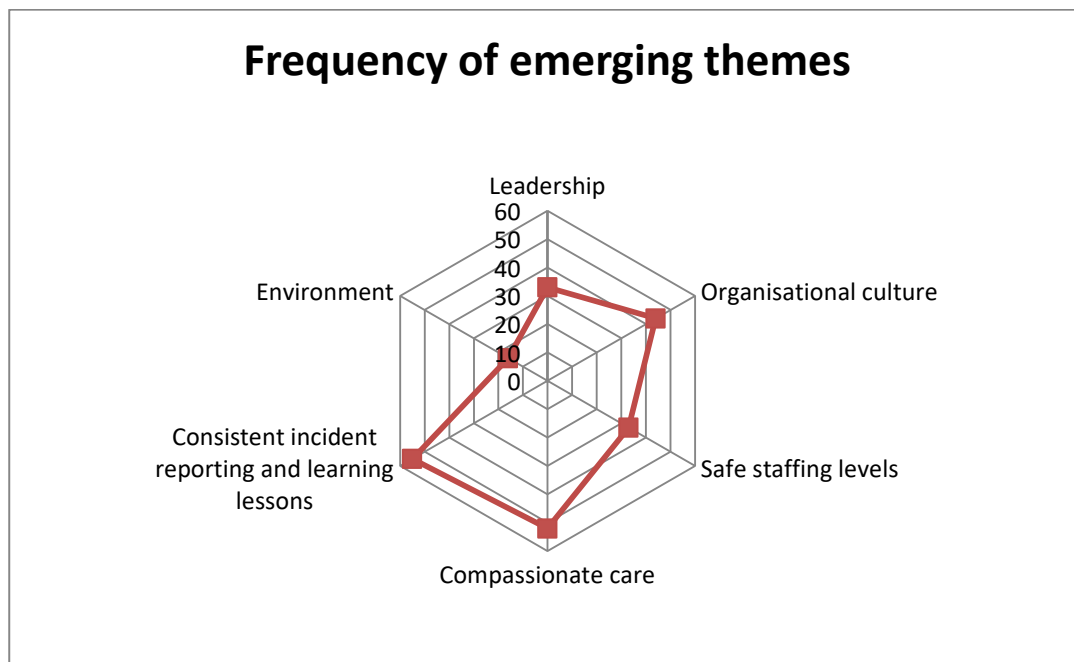 Frequency of emerging themes
Leadership
60
50
40
30
20
10
0
Organisational culture
Safe staffing levels
Compassionate care
Consistent incident
reporting and learning
lessons
Environment